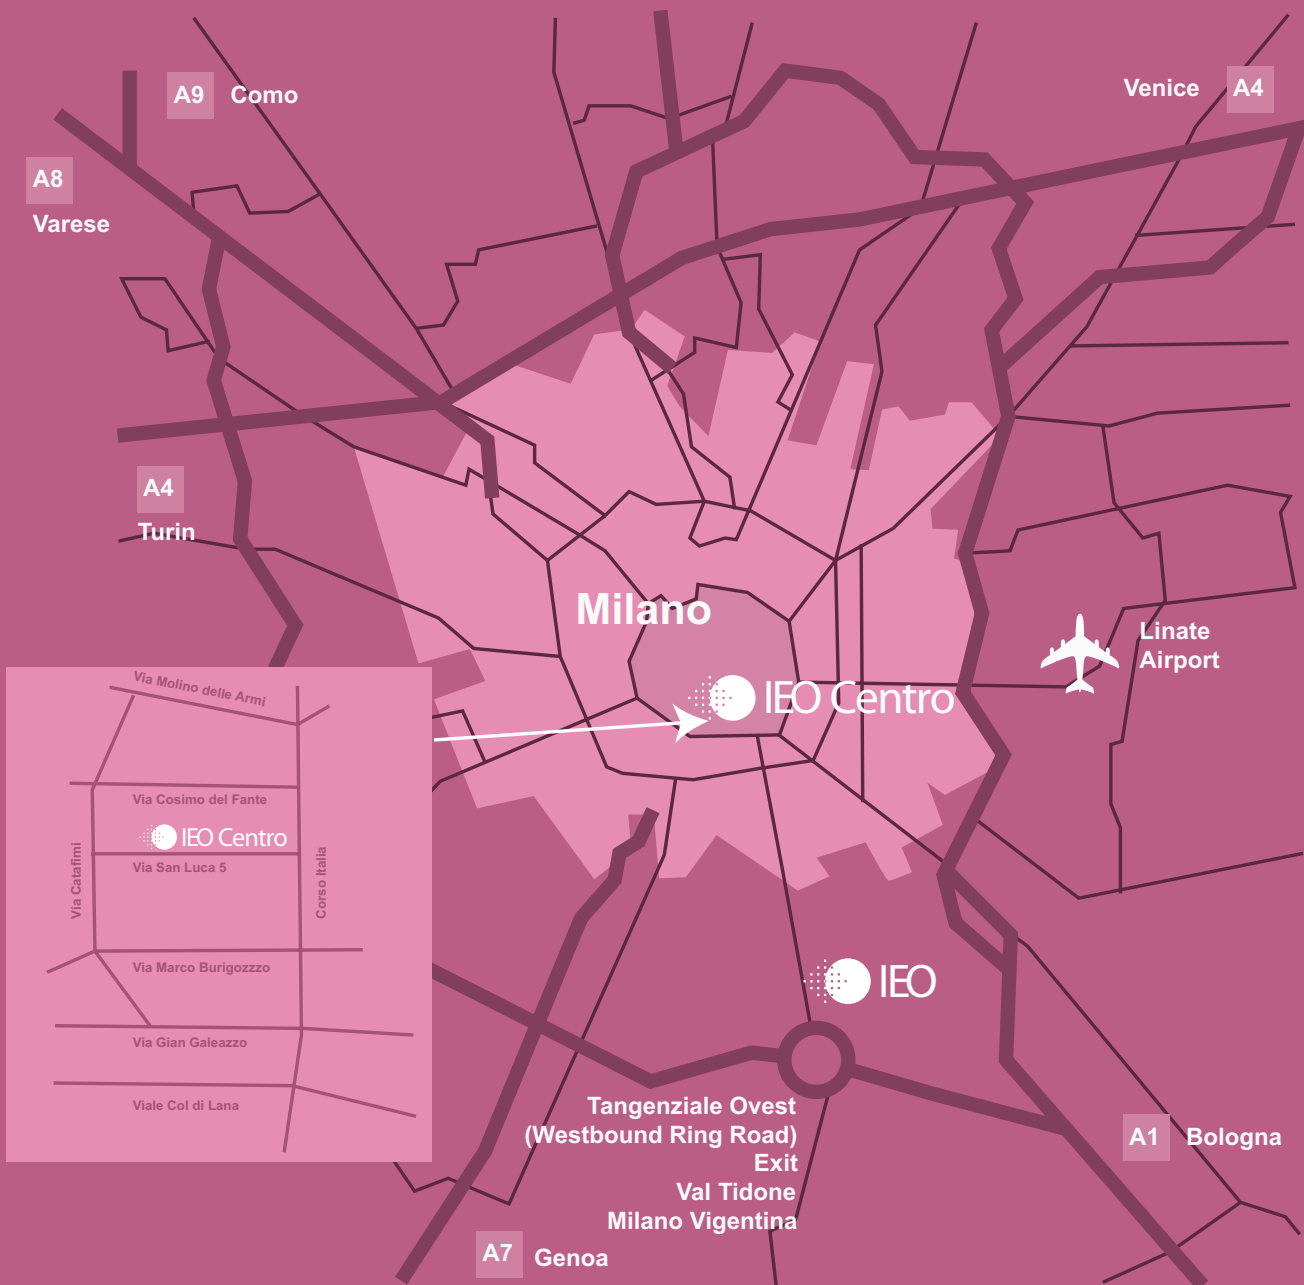 A9 Como
Venice A4
A8
Varese
A4
Turin
Milano
Linate
Airport
IEO Centro
Via Molino delle Armi
Via Cosimo del Fante
IEO Centro
Via San Luca 5
Via Catafimi
Corso Italia
Via Marco Burigozzzo
Via Gian Galeazzo
Viale Col di Lana
IEO
Tangenziale Ovest
(Westbound Ring Road)
Exit
Val Tidone
Milano Vigentina
A1 Bologna
A7 Genoa